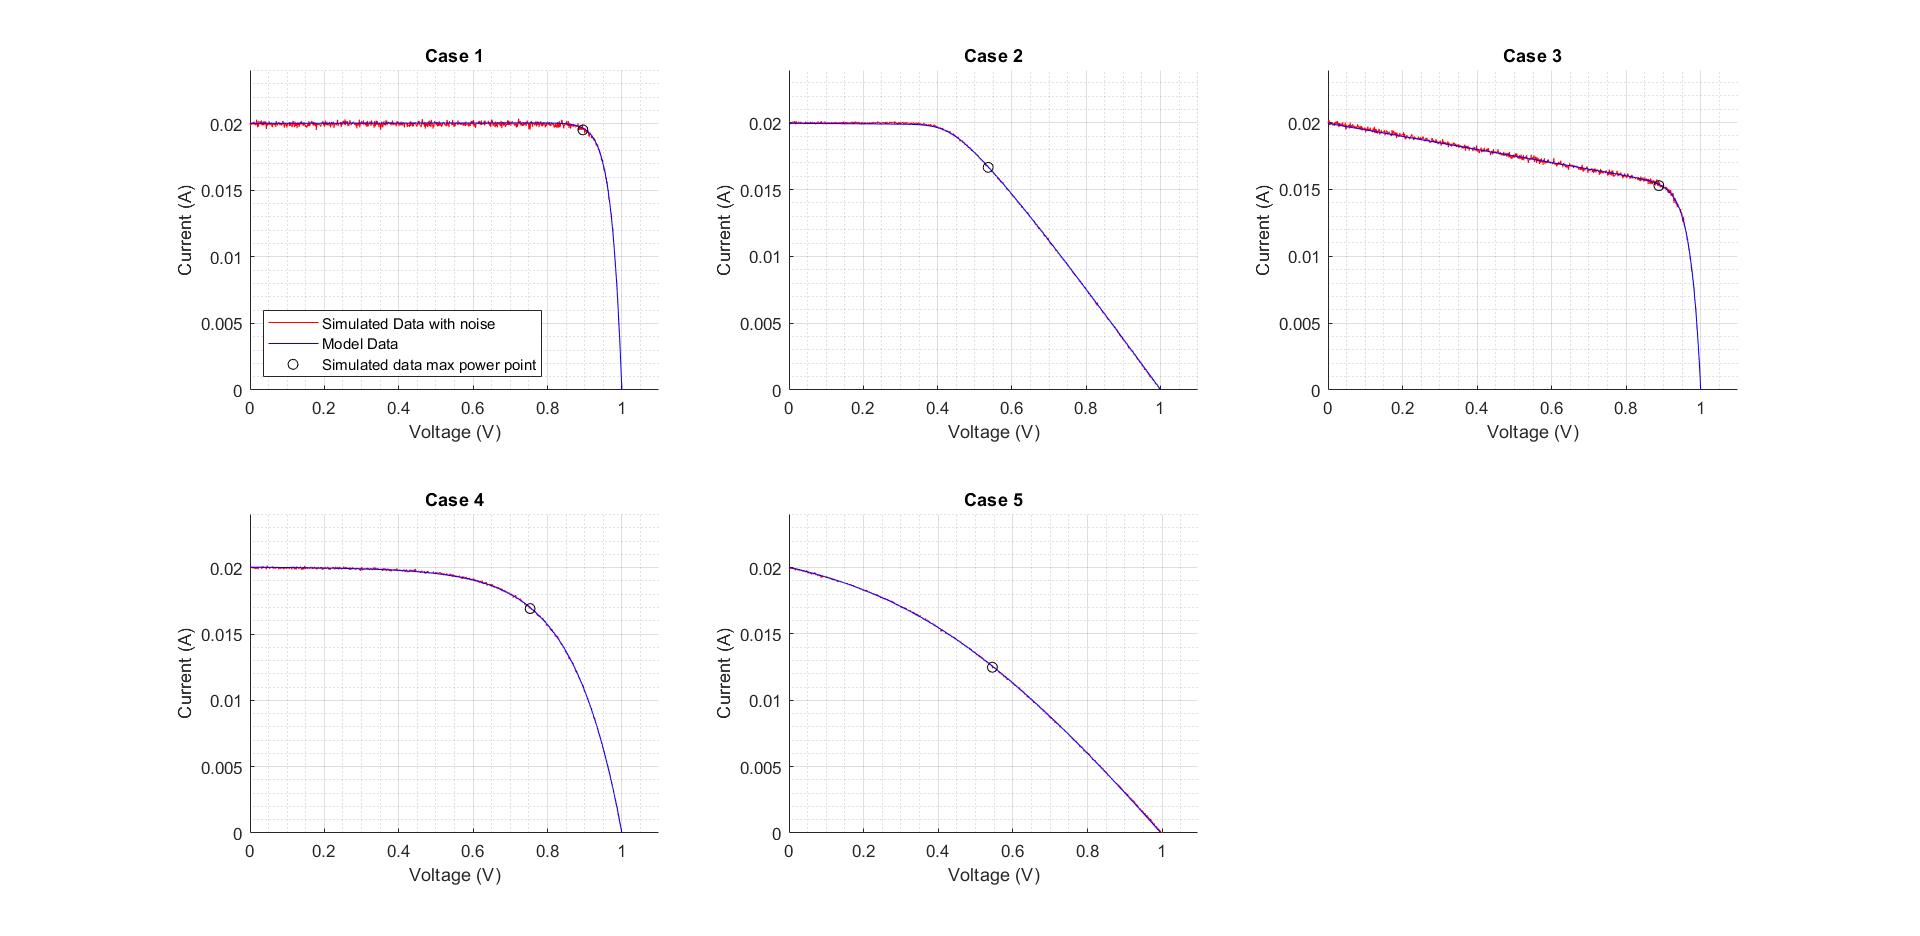 Case 1
Current (A)
0.02
0.015
0.01
0.005
0
Simulated Data with noise
Model Data
Simulated data max power point
0 0.2 0.4 0.6 0.8 1
Voltage (V)
Case 2
Current (A)
0.02
0.015
0.01
0.005
0
0 0.2 0.4 0.6 0.8 1
Voltage (V)
Case 3
Current (A)
0.02
0.015
0.01
0.005
0
0 0.2 0.4 0.6 0.8 1
Voltage (V)
Case 4
Current (A)
0.02
0.015
0.01
0.005
0
0 0.2 0.4 0.6 0.8 1
Voltage (V)
Case 5
Current (A)
0.02
0.015
0.01
0.005
0
0 0.2 0.4 0.6 0.8 1
Voltage (V)